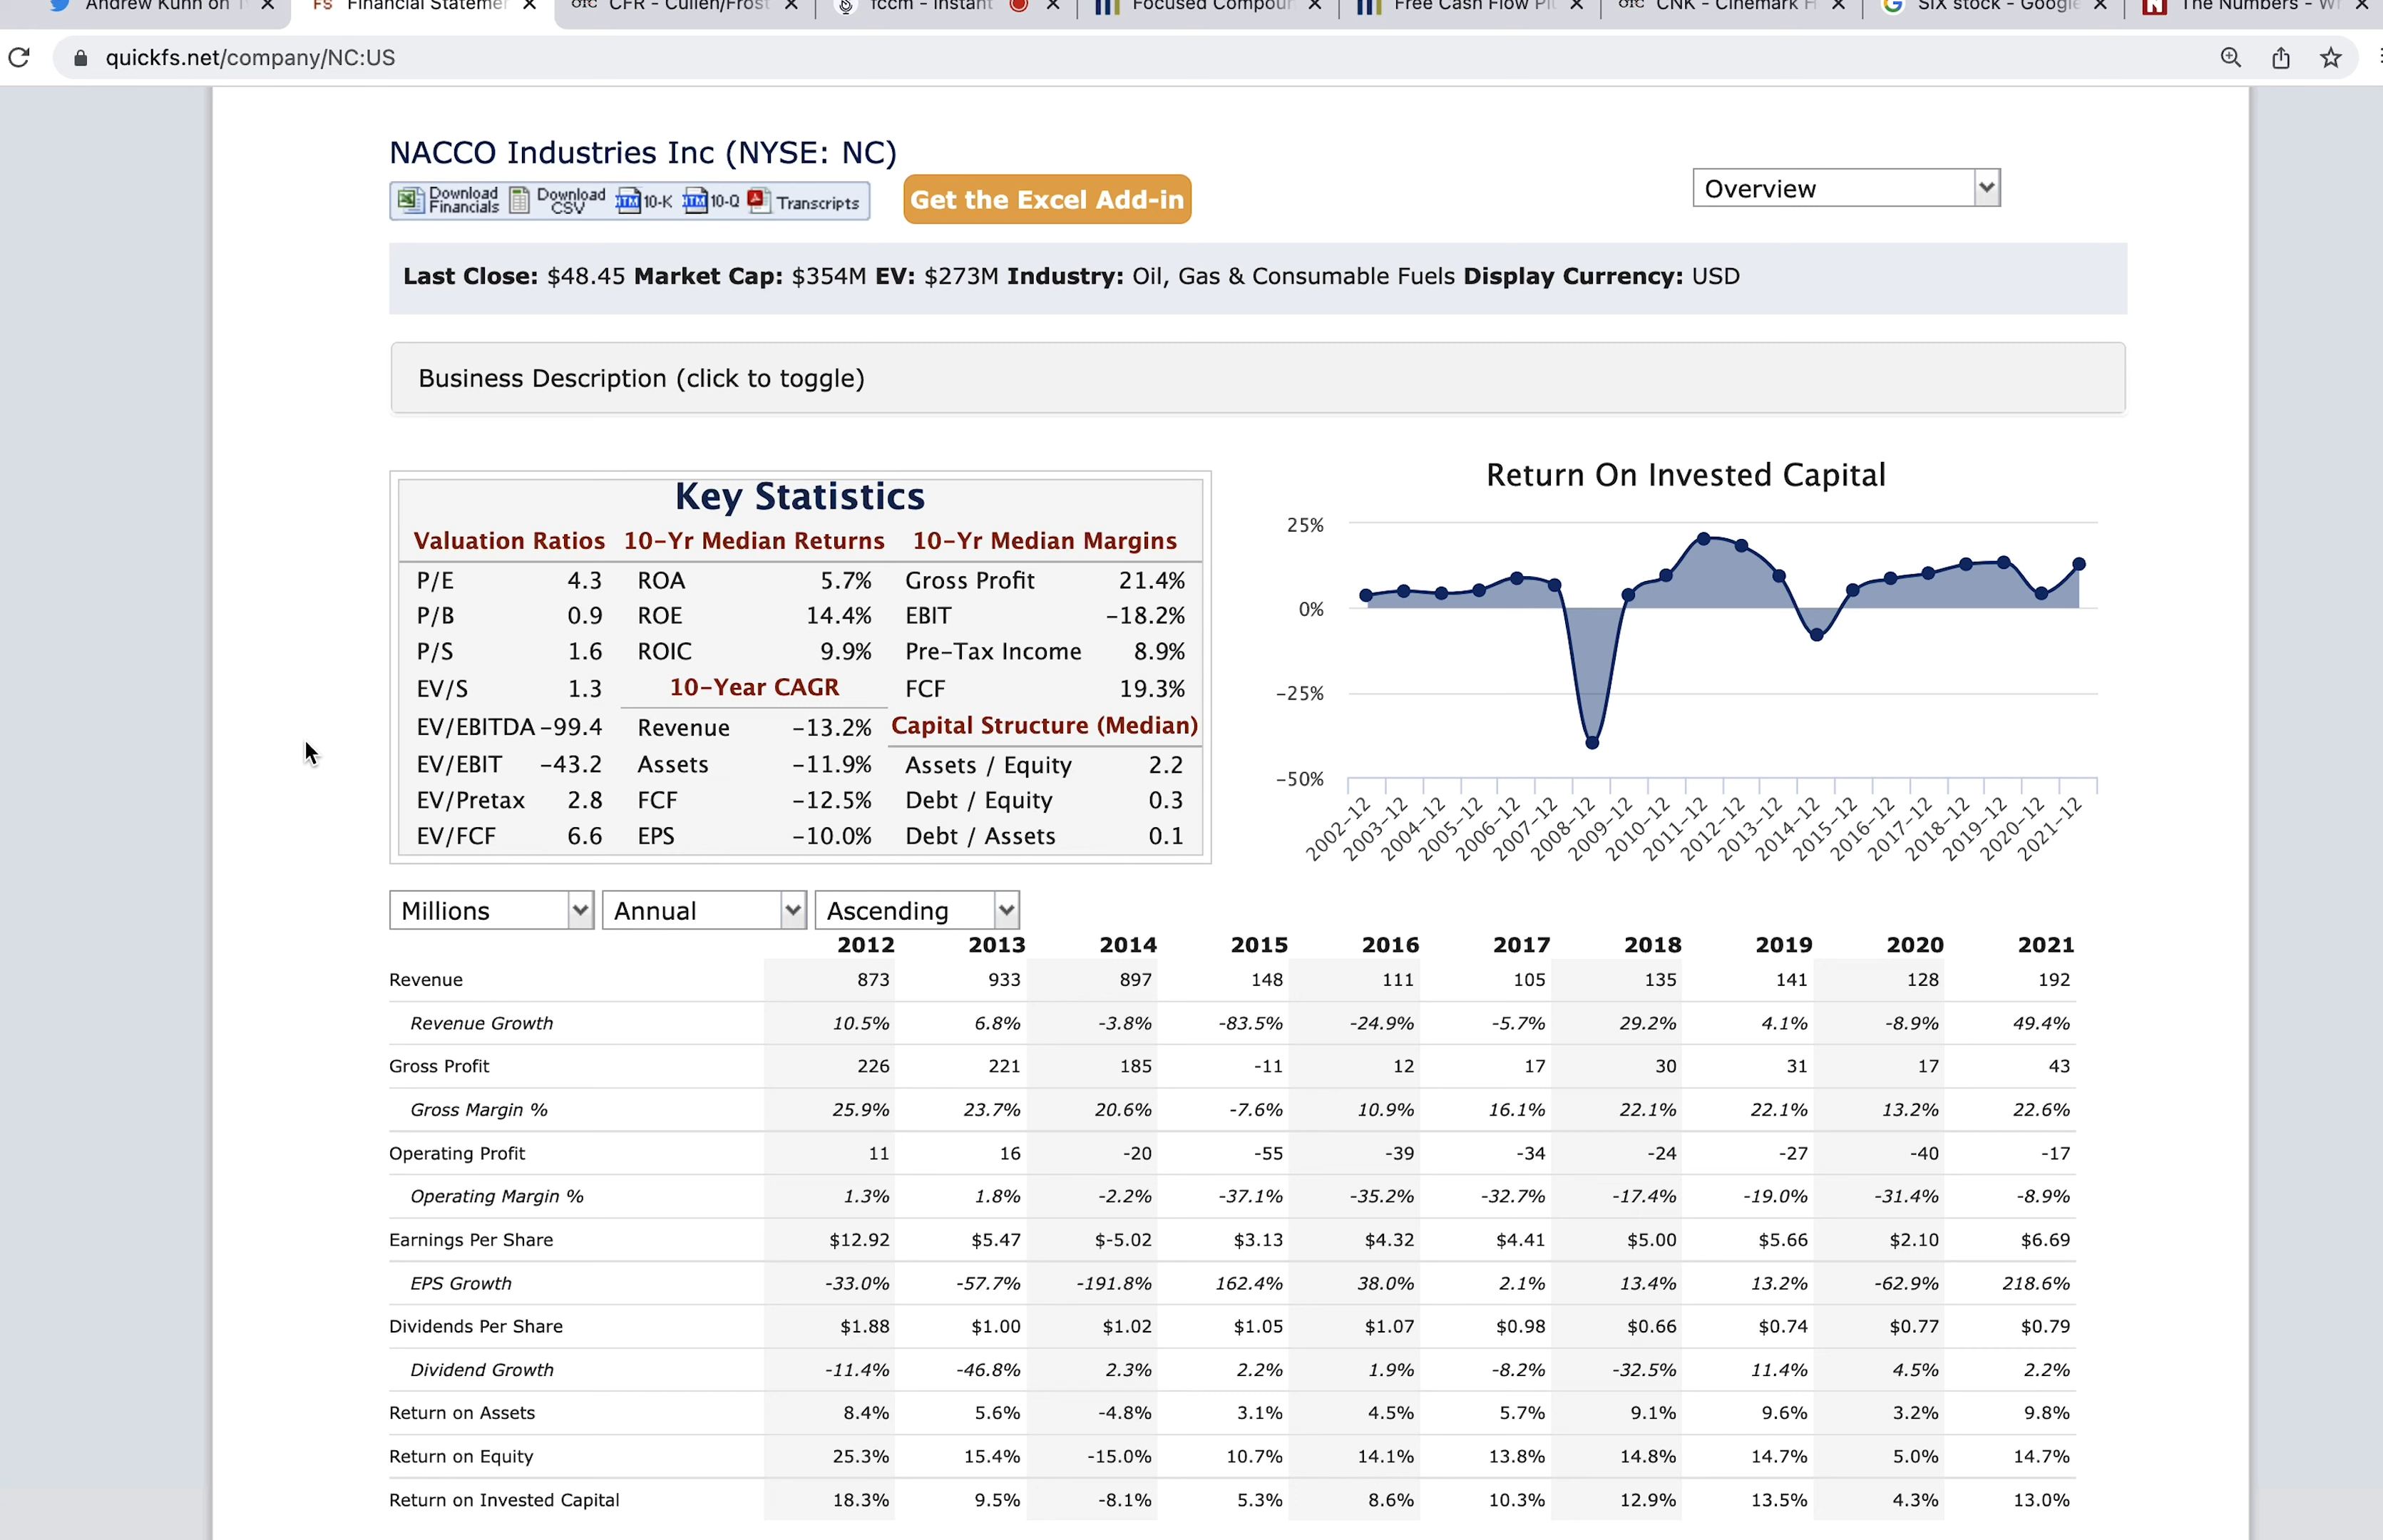 Andrew Kunn on
FS Financial Statemen
OTC CFR - Cullen/Frost
fccm - Instant
Focused Compour
Free Cash Flow
OTC CNK - Cinemark
SIX stock - Google
The Numbers -
quickfs.net/company/NC:US
NACCO Industries Inc (NYSE: NC)
Download Financials Download CSV 10-K 10-Q Transcripts
Get the Excel Add-in
Overview
Last Close: $48.45 Market Cap: $354M EV: $273M Industry: Oil, Gas & Consumable Fuels Display Currency: USD
Business Description (click to toggle)
Key Statistics
Valuation Ratios 10-Yr Median Returns 10-Yr Median Margins
P/E 4.3 ROA 5.7% Gross Profit 21.4%
P/B 0.9 ROE 14.4% EBIT -18.2%
P/S 1.6 ROIC 9.9% Pre-Tax Income 8.9%
EV/S 1.3 10-Year CAGR FCF 19.3%
EV/EBITDA -99.4 Revenue -13.2% Capital Structure (Median)
EV/EBIT -43.2 Assets -11.9% Assets / Equity 2.2
EV/Pretax 2.8 FCF -12.5% Debt / Equity 0.3
EV/FCF 6.6 EPS -10.0% Debt / Assets 0.1
Return On Invested Capital
25%
0%
-25%
-50%
2002-12 2003-12 2004-12 2005-12 2006-12 2007-12 2008-12 2009-12 2010-12 2011-12 2012-12 2013-12 2014-12 2015-12 2016-12 2017-12 2018-12 2019-12 2020-12 2021-12
Millions Annual Ascending
2012 2013 2014 2015 2016 2017 2018 2019 2020 2021
Revenue 873 933 897 148 111 105 135 141 128 192
Revenue Growth 10.5% 6.8% -3.8% -83.5% -24.9% -5.7% 29.2% 4.1% -8.9% 49.4%
Gross Profit 226 221 185 -11 12 17 30 31 17 43
Gross Margin % 25.9% 23.7% 20.6% -7.6% 10.9% 16.1% 22.1% 22.1% 13.2% 22.6%
Operating Profit 11 16 -20 -55 -39 -34 -24 -27 -40 -17
Operating Margin % 1.3% 1.8% -2.2% -37.1% -35.2% -32.7% -17.4% -19.0% -31.4% -8.9%
Earnings Per Share $12.92 $5.47 $-5.02 $3.13 $4.32 $4.41 $5.00 $5.66 $2.10 $6.69
EPS Growth -33.0% -57.7% -191.8% 162.4% 38.0% 2.1% 13.4% 13.2% -62.9% 218.6%
Dividends Per Share $1.88 $1.00 $1.02 $1.05 $1.07 $0.98 $0.66 $0.74 $0.77 $0.79
Dividend Growth -11.4% -46.8% 2.3% 2.2% 1.9% -8.2% -32.5% 11.4% 4.5% 2.2%
Return on Assets 8.4% 5.6% -4.8% 3.1% 4.5% 5.7% 9.1% 9.6% 3.2% 9.8%
Return on Equity 25.3% 15.4% -15.0% 10.7% 14.1% 13.8% 14.8% 14.7% 5.0% 14.7%
Return on Invested Capital 18.3% 9.5% -8.1% 5.3% 8.6% 10.3% 12.9% 13.5% 4.3% 13.0%